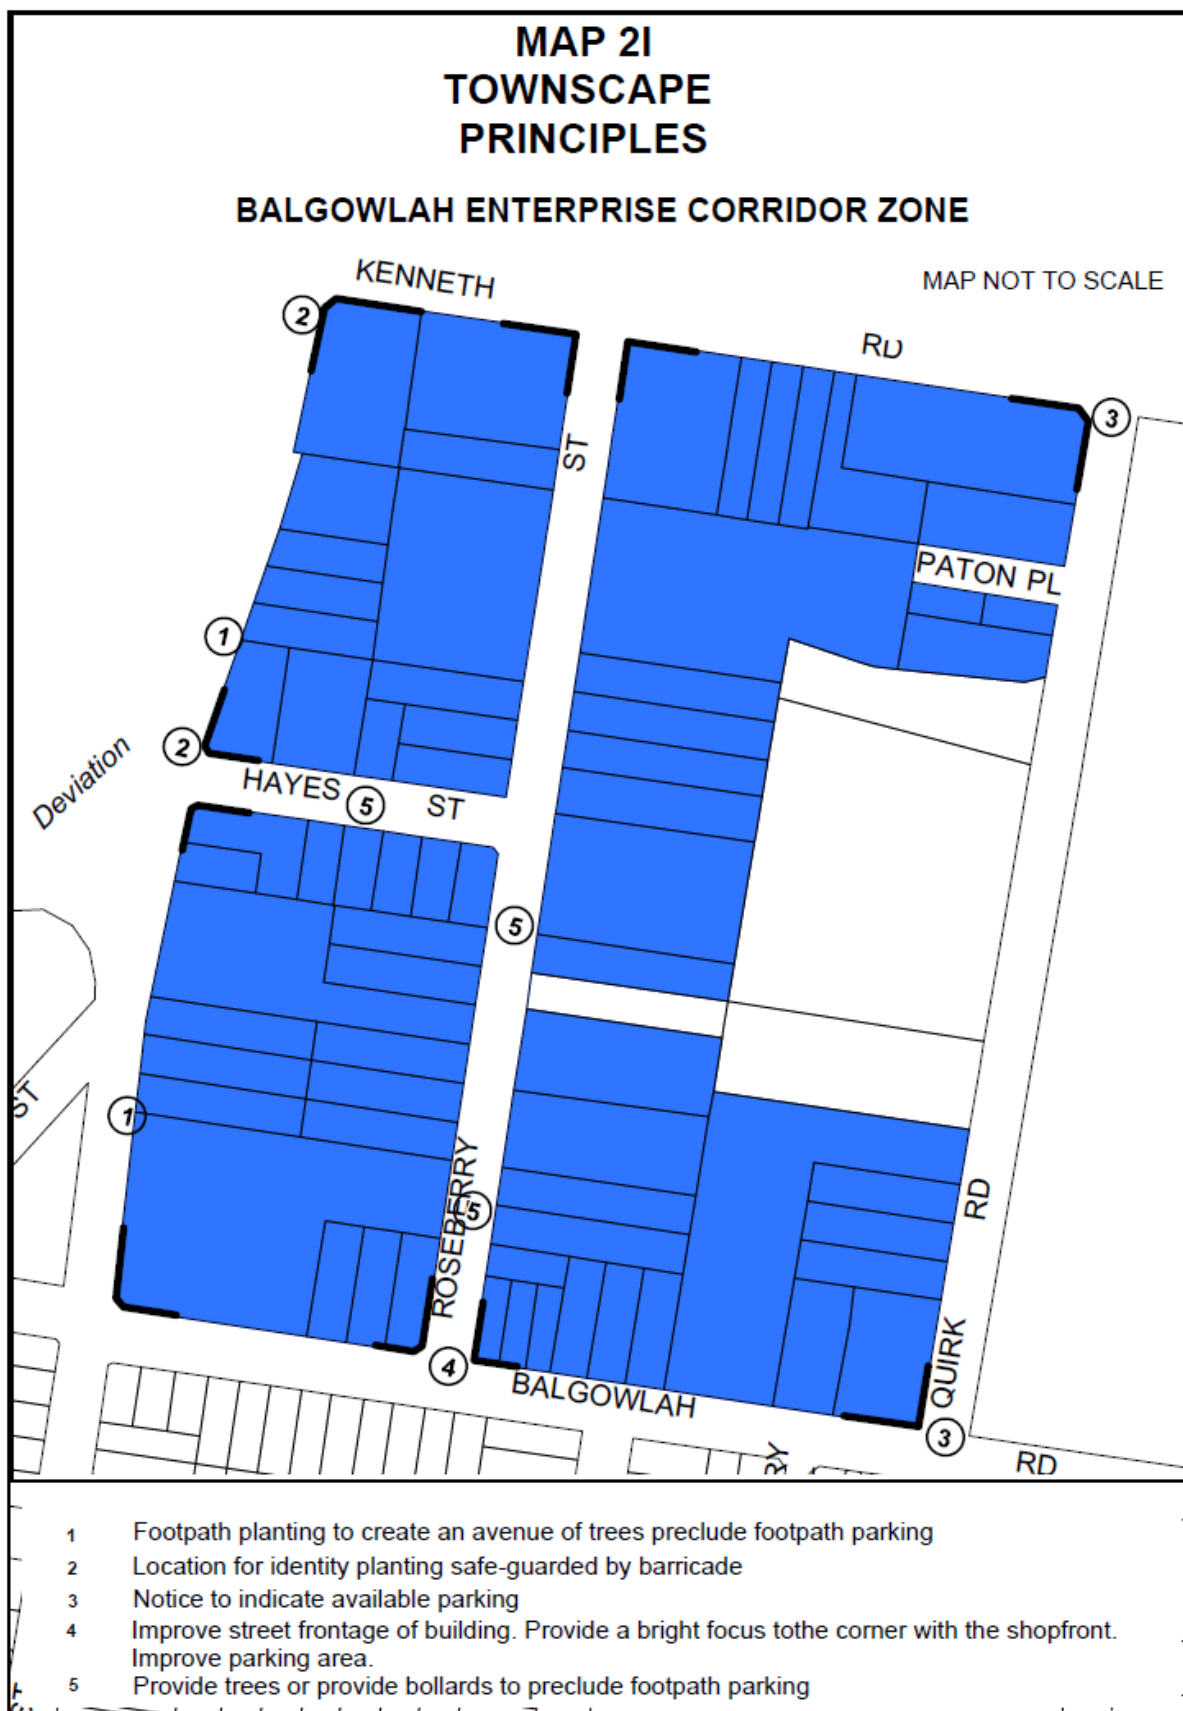 MAP 2I
TOWNSCAPE
PRINCIPLES
BALGOWLAH ENTERPRISE CORRIDOR ZONE
MAP NOT TO SCALE
KENNETH
RD
2
3
ST
PATON PL
1
2
Deviation
HAYES
5
ST
5
ST
1
ROSEBERRY
5
RD
QUIRK
4
BALGOWLAH
3
RD
1 Footpath planting to create an avenue of trees preclude footpath parking
2 Location for identity planting safe-guarded by barricade
3 Notice to indicate available parking
4 Improve street frontage of building. Provide a bright focus tothe corner with the shopfront.
Improve parking area.
5 Provide trees or provide bollards to preclude footpath parking